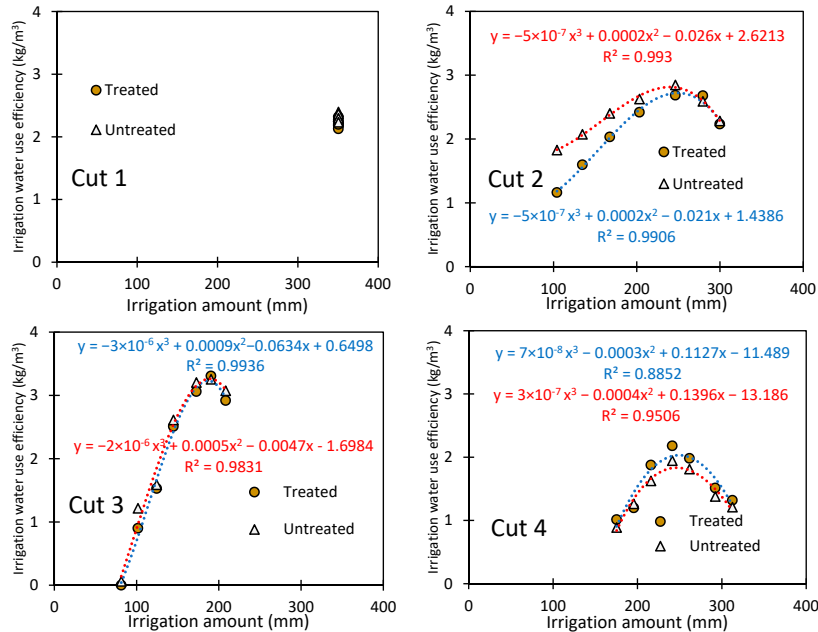 Irrigation water use efficiency (kg/m³)
4
3
2
1
0
Treated
Untreated
Cut 1
0 100 200 300 400
Irrigation amount (mm)
Irrigation water use efficiency (kg/m³)
4
3
2
1
0
y = −5×10⁻⁷ x³ + 0.0002x² − 0.026x + 2.6213
R² = 0.993
Treated
Untreated
Cut 2
y = −5×10⁻⁷ x³ + 0.0002x² − 0.021x + 1.4386
R² = 0.9906
0 100 200 300 400
Irrigation amount (mm)
Irrigation water use efficiency (kg/m³)
4
3
2
1
0
y = −3×10⁻⁶ x³ + 0.0009x² −0.0634x + 0.6498
R² = 0.9936
y = −2×10⁻⁶ x³ + 0.0005x² − 0.0047x - 1.6984
R² = 0.9831
Treated
Untreated
Cut 3
0 100 200 300 400
Irrigation amount (mm)
Irrigation water use efficiency (kg/m³)
4
3
2
1
0
y = 7×10⁻⁸ x³ − 0.0003x² + 0.1127x − 11.489
R² = 0.8852
y = 3×10⁻⁷ x³ − 0.0004x² + 0.1396x − 13.186
R² = 0.9506
Cut 4
Treated
Untreated
0 100 200 300 400
Irrigation amount (mm)